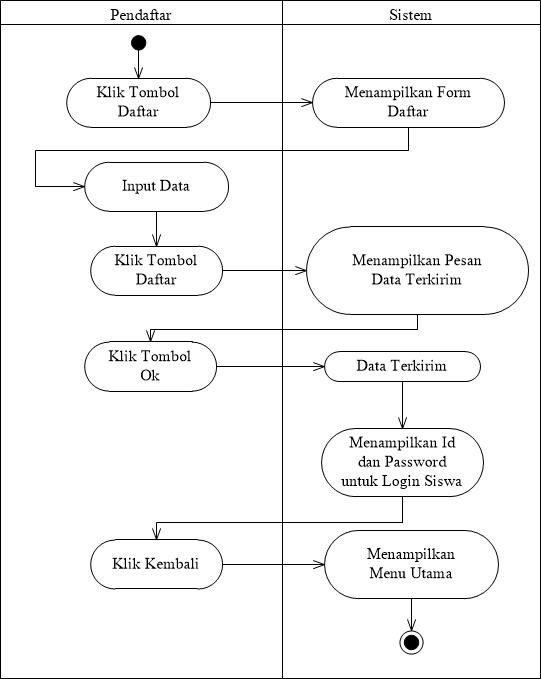 Pendaftar
Sistem
Klik Tombol
Daftar
Menampilkan Form
Daftar
Input Data
Klik Tombol
Daftar
Menampilkan Pesan
Data Terkirim
Klik Tombol
Ok
Data Terkirim
Menampilkan Id
dan Password
untuk Login Siswa
Klik Kembali
Menampilkan
Menu Utama